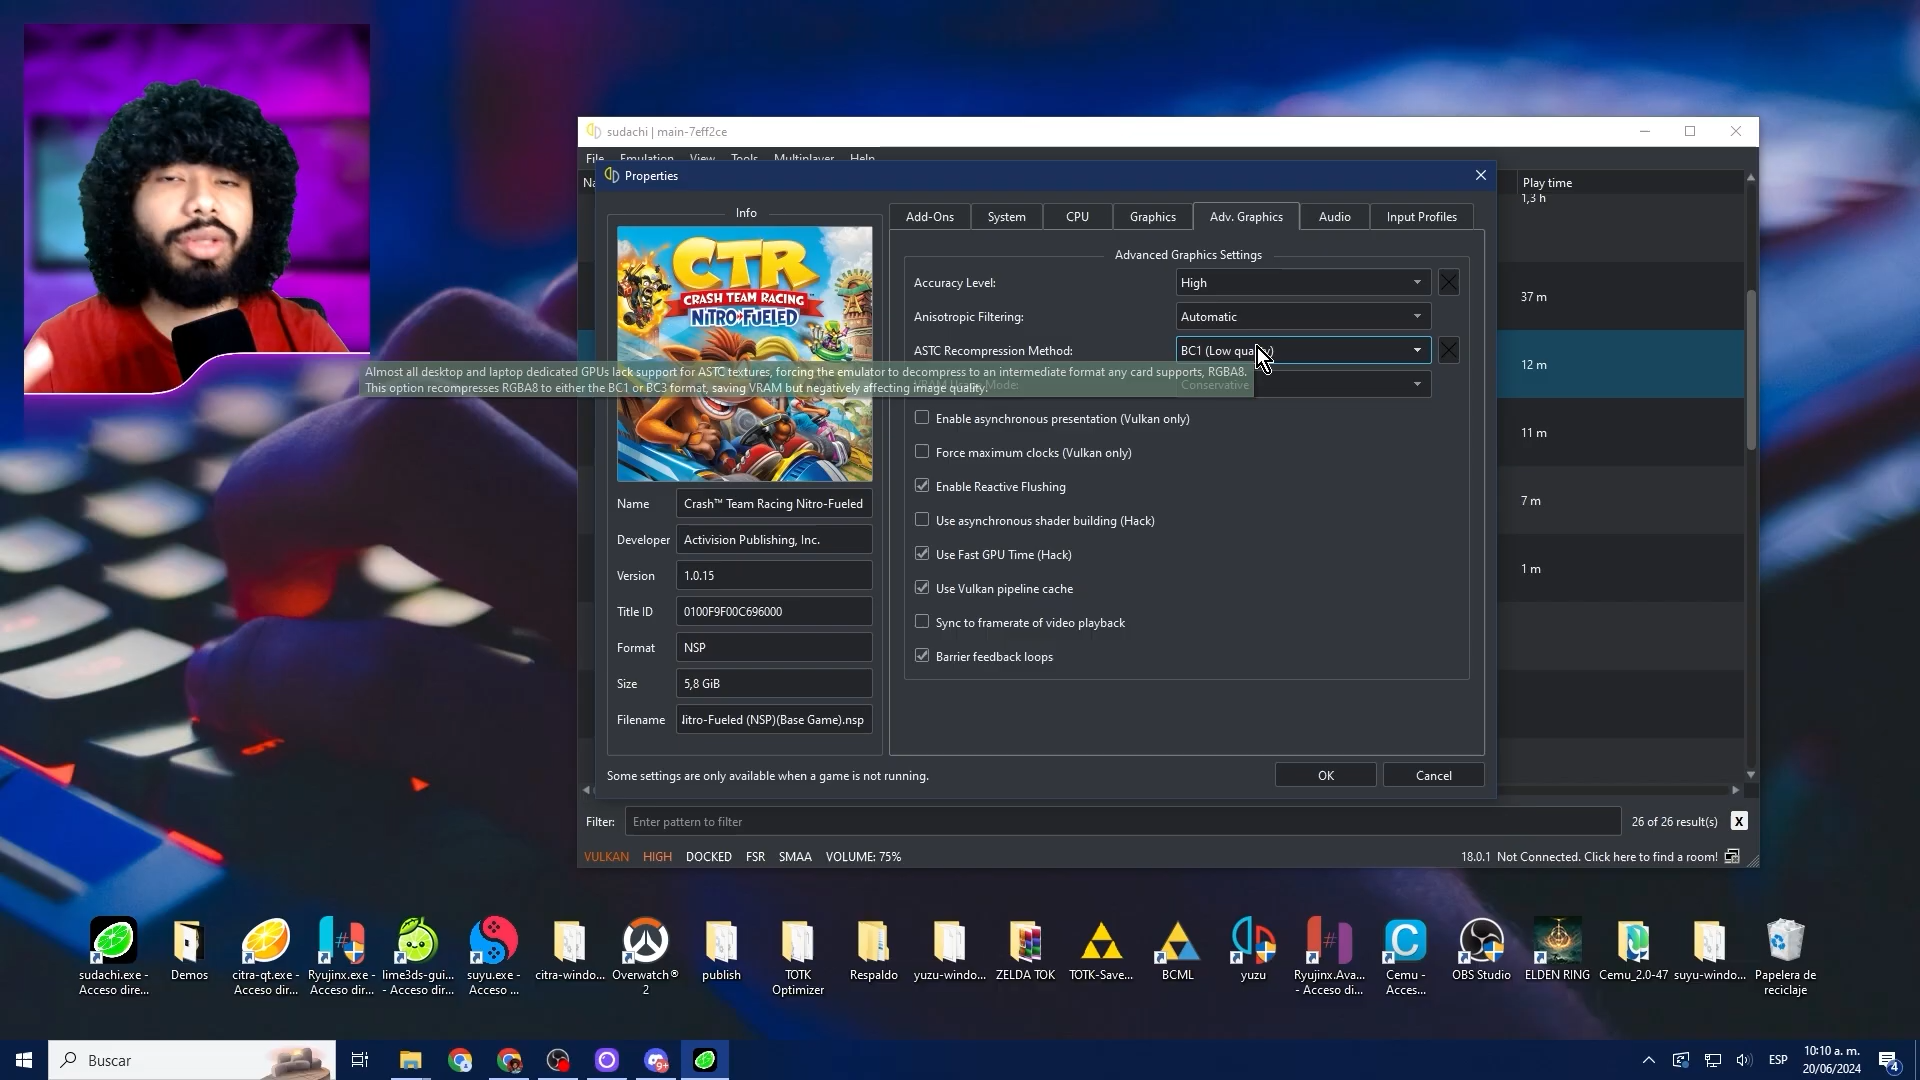 sudachi | main-7eff2ce
File Emulation View Tools Multiplayer Help
Properties
Play time
1,3 h
37 m
12 m
11 m
7 m
1 m
Info
CTR
CRASH TEAM RACING
NITRO-FUELED
Name Crash™ Team Racing Nitro-Fueled
Developer Activision Publishing, Inc.
Version 1.0.15
Title ID 0100F9F00C696000
Format NSP
Size 5,8 GiB
Filename litro-Fueled (NSP)(Base Game).nsp
Add-Ons System CPU Graphics Adv. Graphics Audio Input Profiles
Advanced Graphics Settings
Accuracy Level: High
Anisotropic Filtering: Automatic
ASTC Recompression Method: BC1 (Low quality)
Almost all desktop and laptop dedicated GPUs lack support for ASTC textures, forcing the emulator to decompress to an intermediate format any card supports, RGBA8.
This option recompresses RGBA8 to either the BC1 or BC3 format, saving VRAM but negatively affecting image quality.
Mode: Conservative
Enable asynchronous presentation (Vulkan only)
Force maximum clocks (Vulkan only)
Enable Reactive Flushing
Use asynchronous shader building (Hack)
Use Fast GPU Time (Hack)
Use Vulkan pipeline cache
Sync to framerate of video playback
Barrier feedback loops
Some settings are only available when a game is not running.
OK Cancel
Filter: Enter pattern to filter 26 of 26 result(s) X
VULKAN HIGH DOCKED FSR SMAA VOLUME: 75% 18.0.1 Not Connected. Click here to find a room!
sudachi.exe - Acceso dire...
Demos
citra-qt.exe - Acceso dir...
Ryujinx.exe - Acceso dir...
lime3ds-gui... - Acceso dir...
suyu.exe - Acceso ...
citra-windo...
Overwatch® 2
publish
TOTK Optimizer
Respaldo
yuzu-windo...
ZELDA TOK
TOTK-Save...
BCML
yuzu
Ryujinx.Ava... - Acceso di...
Cemu - Acces...
OBS Studio
ELDEN RING
Cemu_2.0-47
suyu-windo...
Papelera de reciclaje
Buscar
9+
ESP
10:10 a. m.
20/06/2024
4